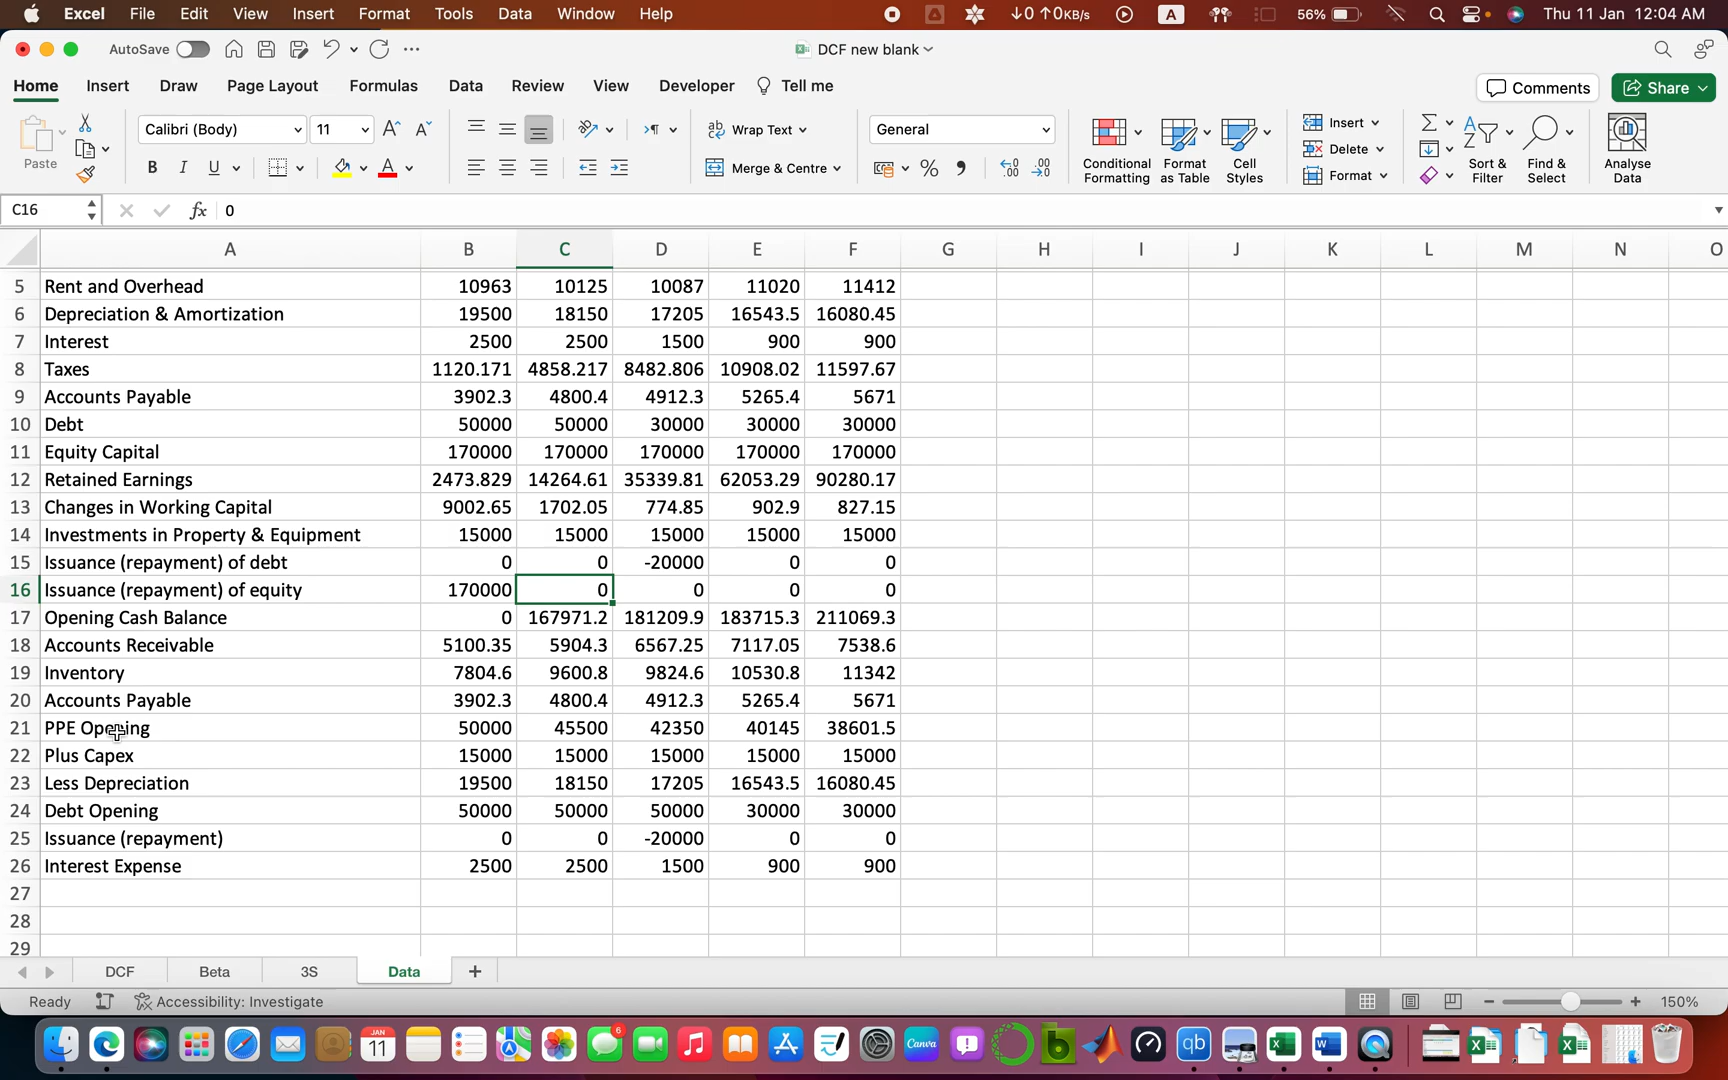 Excel File Edit View Insert Format Tools Data Window Help 0 0KB/s A 56% Thu 11 Jan 12:04 AM
AutoSave DCF new blank
Home Insert Draw Page Layout Formulas Data Review View Developer Tell me Comments Share
Paste Calibri (Body) 11 A A Wrap Text General Conditional Formatting Format as Table Cell Styles Insert Sort & Filter Find & Select Analyse Data
B I U A Merge & Centre % Delete
Format
C16 fx 0
A B C D E F G H I J K L M N O
5 Rent and Overhead 10963 10125 10087 11020 11412
6 Depreciation & Amortization 19500 18150 17205 16543.5 16080.45
7 Interest 2500 2500 1500 900 900
8 Taxes 1120.171 4858.217 8482.806 10908.02 11597.67
9 Accounts Payable 3902.3 4800.4 4912.3 5265.4 5671
10 Debt 50000 50000 30000 30000 30000
11 Equity Capital 170000 170000 170000 170000 170000
12 Retained Earnings 2473.829 14264.61 35339.81 62053.29 90280.17
13 Changes in Working Capital 9002.65 1702.05 774.85 902.9 827.15
14 Investments in Property & Equipment 15000 15000 15000 15000 15000
15 Issuance (repayment) of debt 0 0 -20000 0 0
16 Issuance (repayment) of equity 170000 0 0 0 0
17 Opening Cash Balance 0 167971.2 181209.9 183715.3 211069.3
18 Accounts Receivable 5100.35 5904.3 6567.25 7117.05 7538.6
19 Inventory 7804.6 9600.8 9824.6 10530.8 11342
20 Accounts Payable 3902.3 4800.4 4912.3 5265.4 5671
21 PPE Opening 50000 45500 42350 40145 38601.5
22 Plus Capex 15000 15000 15000 15000 15000
23 Less Depreciation 19500 18150 17205 16543.5 16080.45
24 Debt Opening 50000 50000 50000 30000 30000
25 Issuance (repayment) 0 0 -20000 0 0
26 Interest Expense 2500 2500 1500 900 900
27
28
29
DCF Beta 3S Data +
Ready Accessibility: Investigate 150%
JAN 11 6 Canva qb